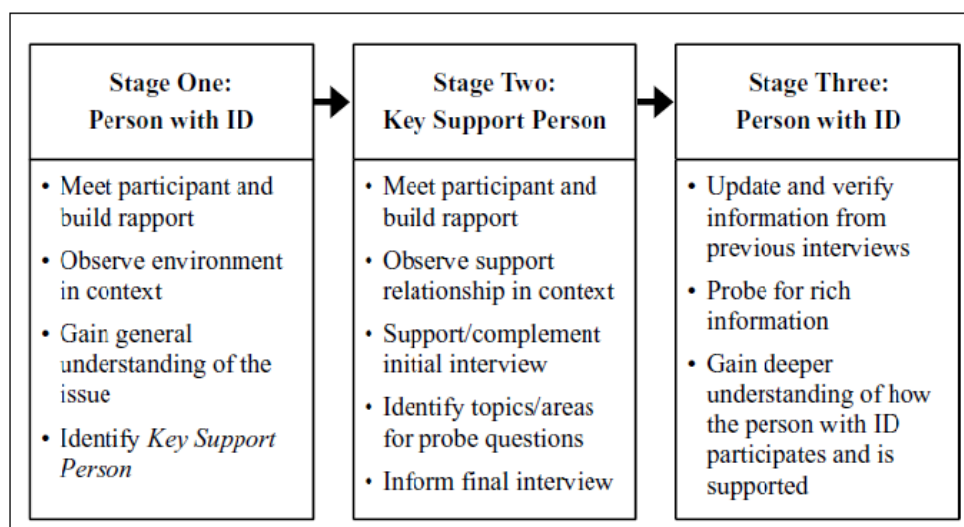 Stage One:
Person with ID
• Meet participant and
build rapport
• Observe environment
in context
• Gain general
understanding of the
issue
• Identify Key Support
Person
Stage Two:
Key Support Person
• Meet participant and
build rapport
• Observe support
relationship in context
• Support/complement
initial interview
• Identify topics/areas
for probe questions
• Inform final interview
Stage Three:
Person with ID
• Update and verify
information from
previous interviews
• Probe for rich
information
• Gain deeper
understanding of how
the person with ID
participates and is
supported